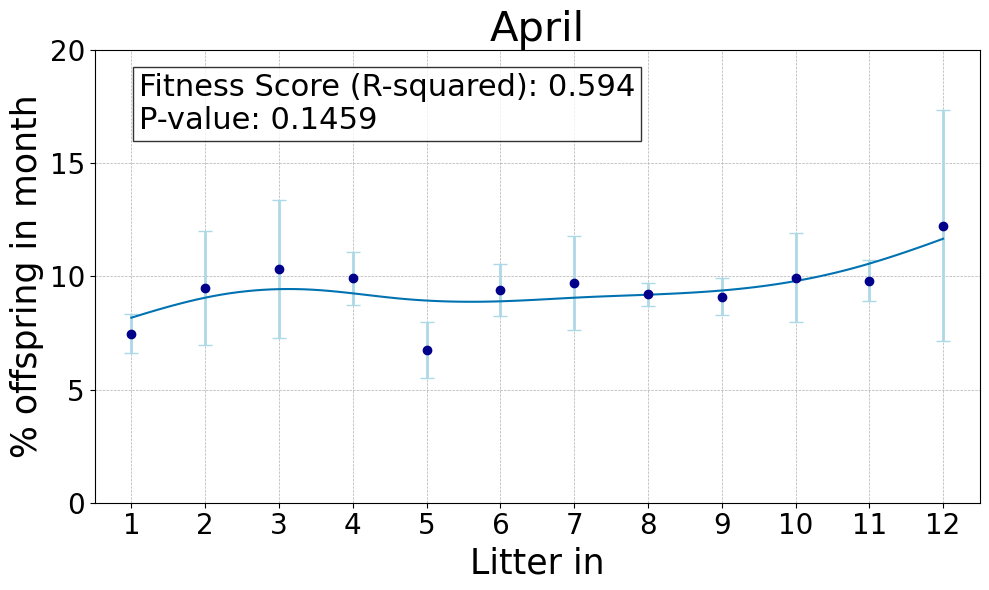 April
Fitness Score (R-squared): 0.594
P-value: 0.1459
% offspring in month
20
15
10
5
0
1 2 3 4 5 6 7 8 9 10 11 12
Litter in